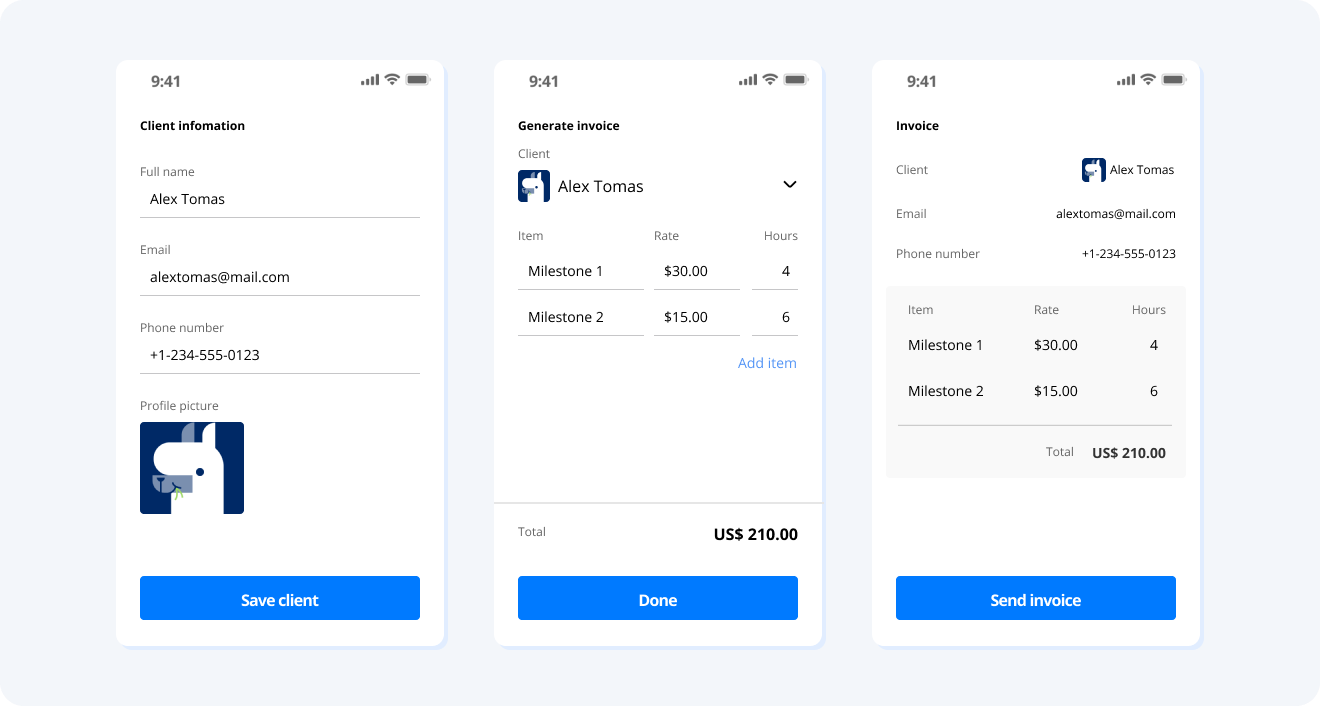 9:41
Client infomation
Full name
Alex Tomas
Email
alextomas@mail.com
Phone number
+1-234-555-0123
Profile picture
Save client
9:41
Generate invoice
Client
Alex Tomas
Item Rate Hours
Milestone 1 $30.00 4
Milestone 2 $15.00 6
Add item
Total US$ 210.00
Done
9:41
Invoice
Client Alex Tomas
Email alextomas@mail.com
Phone number +1-234-555-0123
Item Rate Hours
Milestone 1 $30.00 4
Milestone 2 $15.00 6
Total US$ 210.00
Send invoice